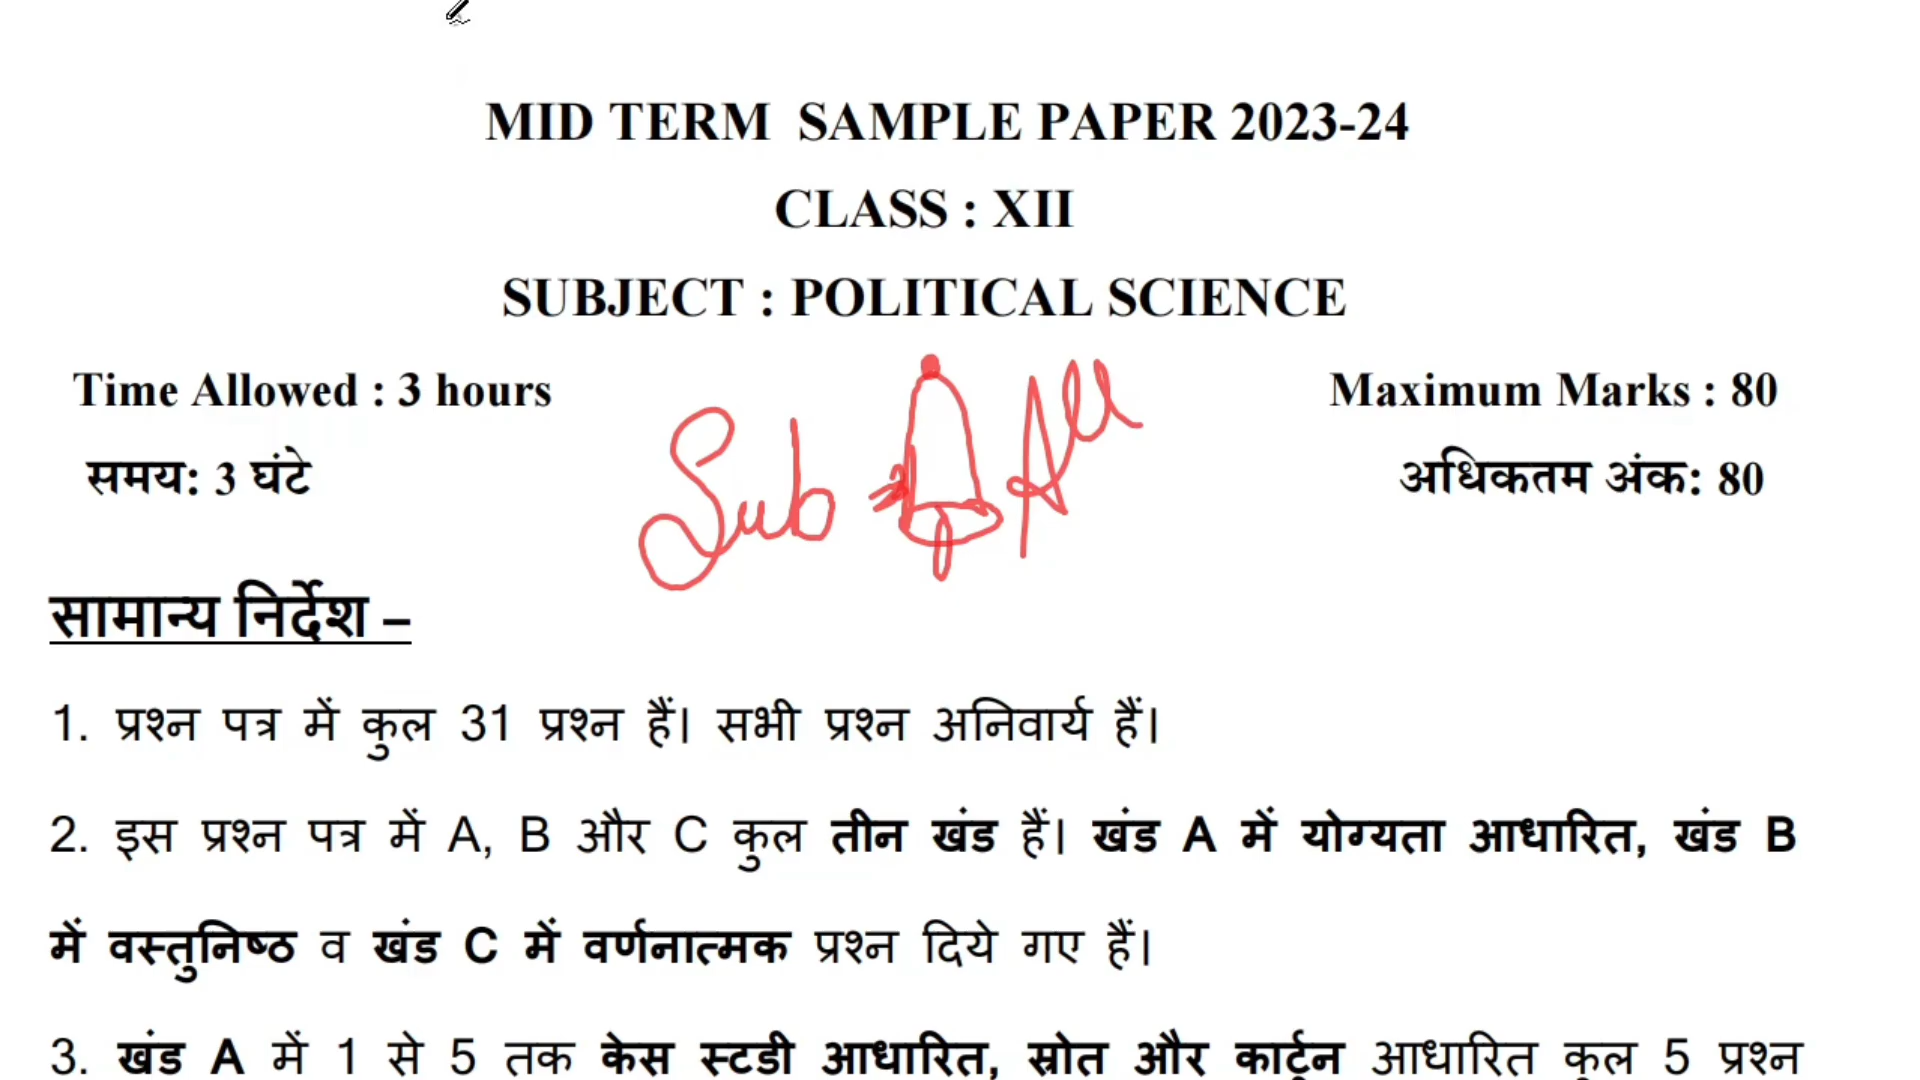 MID TERM SAMPLE PAPER 2023-24
CLASS : XII
SUBJECT : POLITICAL SCIENCE
Time Allowed : 3 hours Maximum Marks : 80
समय: 3 घंटे अधिकतम अंक: 80
Sub All
सामान्य निर्देश –
1. प्रश्न पत्र में कुल 31 प्रश्न हैं। सभी प्रश्न अनिवार्य हैं।
2. इस प्रश्न पत्र में A, B और C कुल तीन खंड हैं। खंड A में योग्यता आधारित, खंड B
में वस्तुनिष्ठ व खंड C में वर्णनात्मक प्रश्न दिये गए हैं।
3. खंड A में 1 से 5 तक केस स्टडी आधारित, स्रोत और कार्टून आधारित कुल 5 प्रश्न